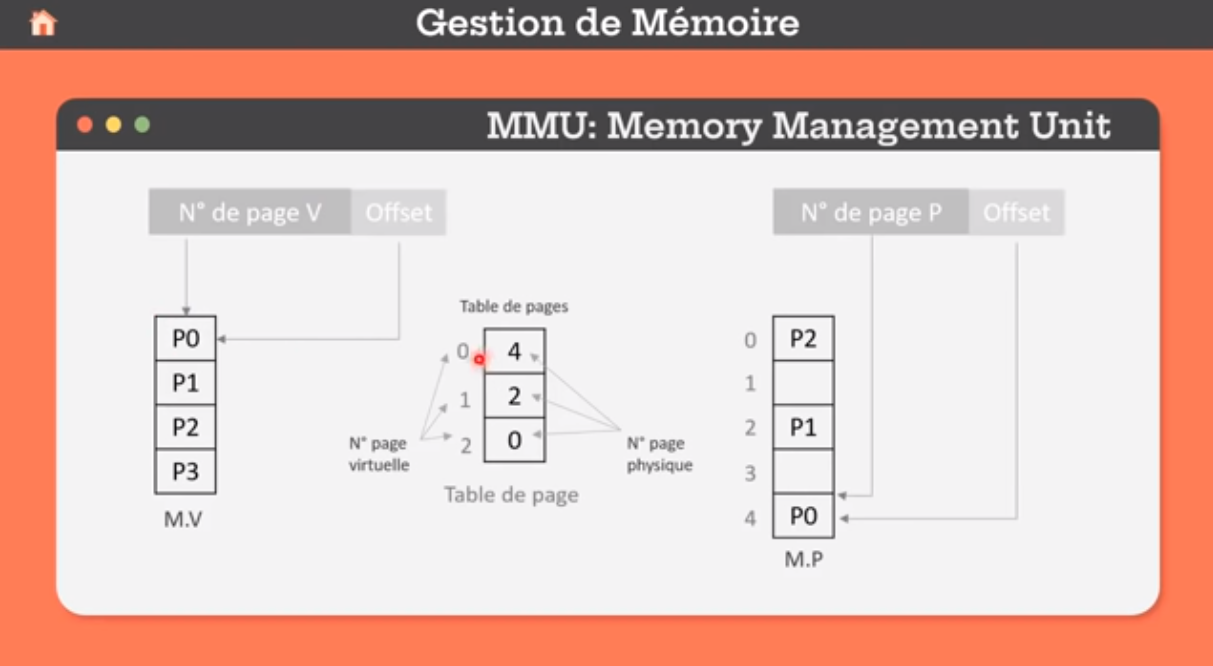 Gestion de Mémoire
MMU: Memory Management Unit
N° de page V Offset
N° de page P Offset
P0
P1
P2
P3
M.V
Table de pages
0 4
1 2
2 0
N° page
virtuelle
N° page
physique
Table de page
0 P2
1
2 P1
3
4 P0
M.P